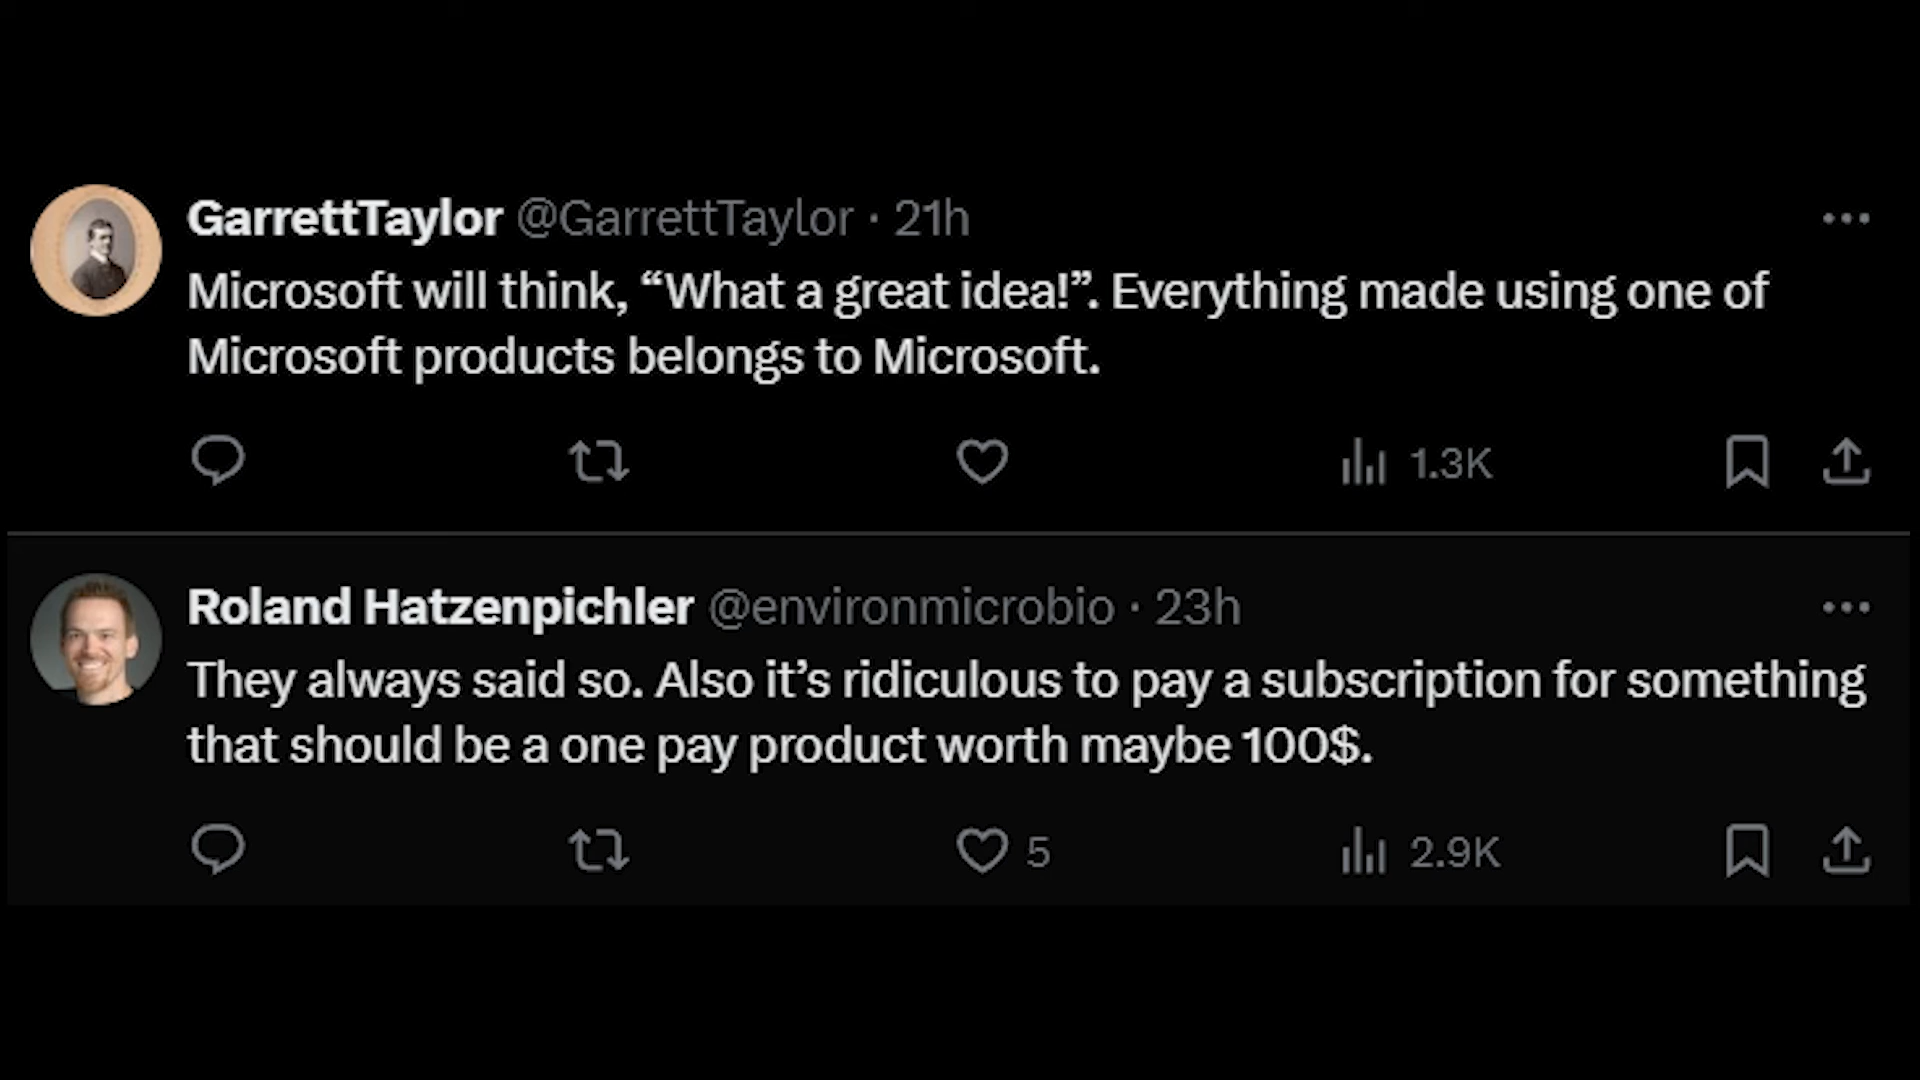 GarrettTaylor @GarrettTaylor · 21h
Microsoft will think, “What a great idea!”. Everything made using one of
Microsoft products belongs to Microsoft.
1.3K
Roland Hatzenpichler @environmicrobio · 23h
They always said so. Also it’s ridiculous to pay a subscription for something
that should be a one pay product worth maybe 100$.
5 2.9K